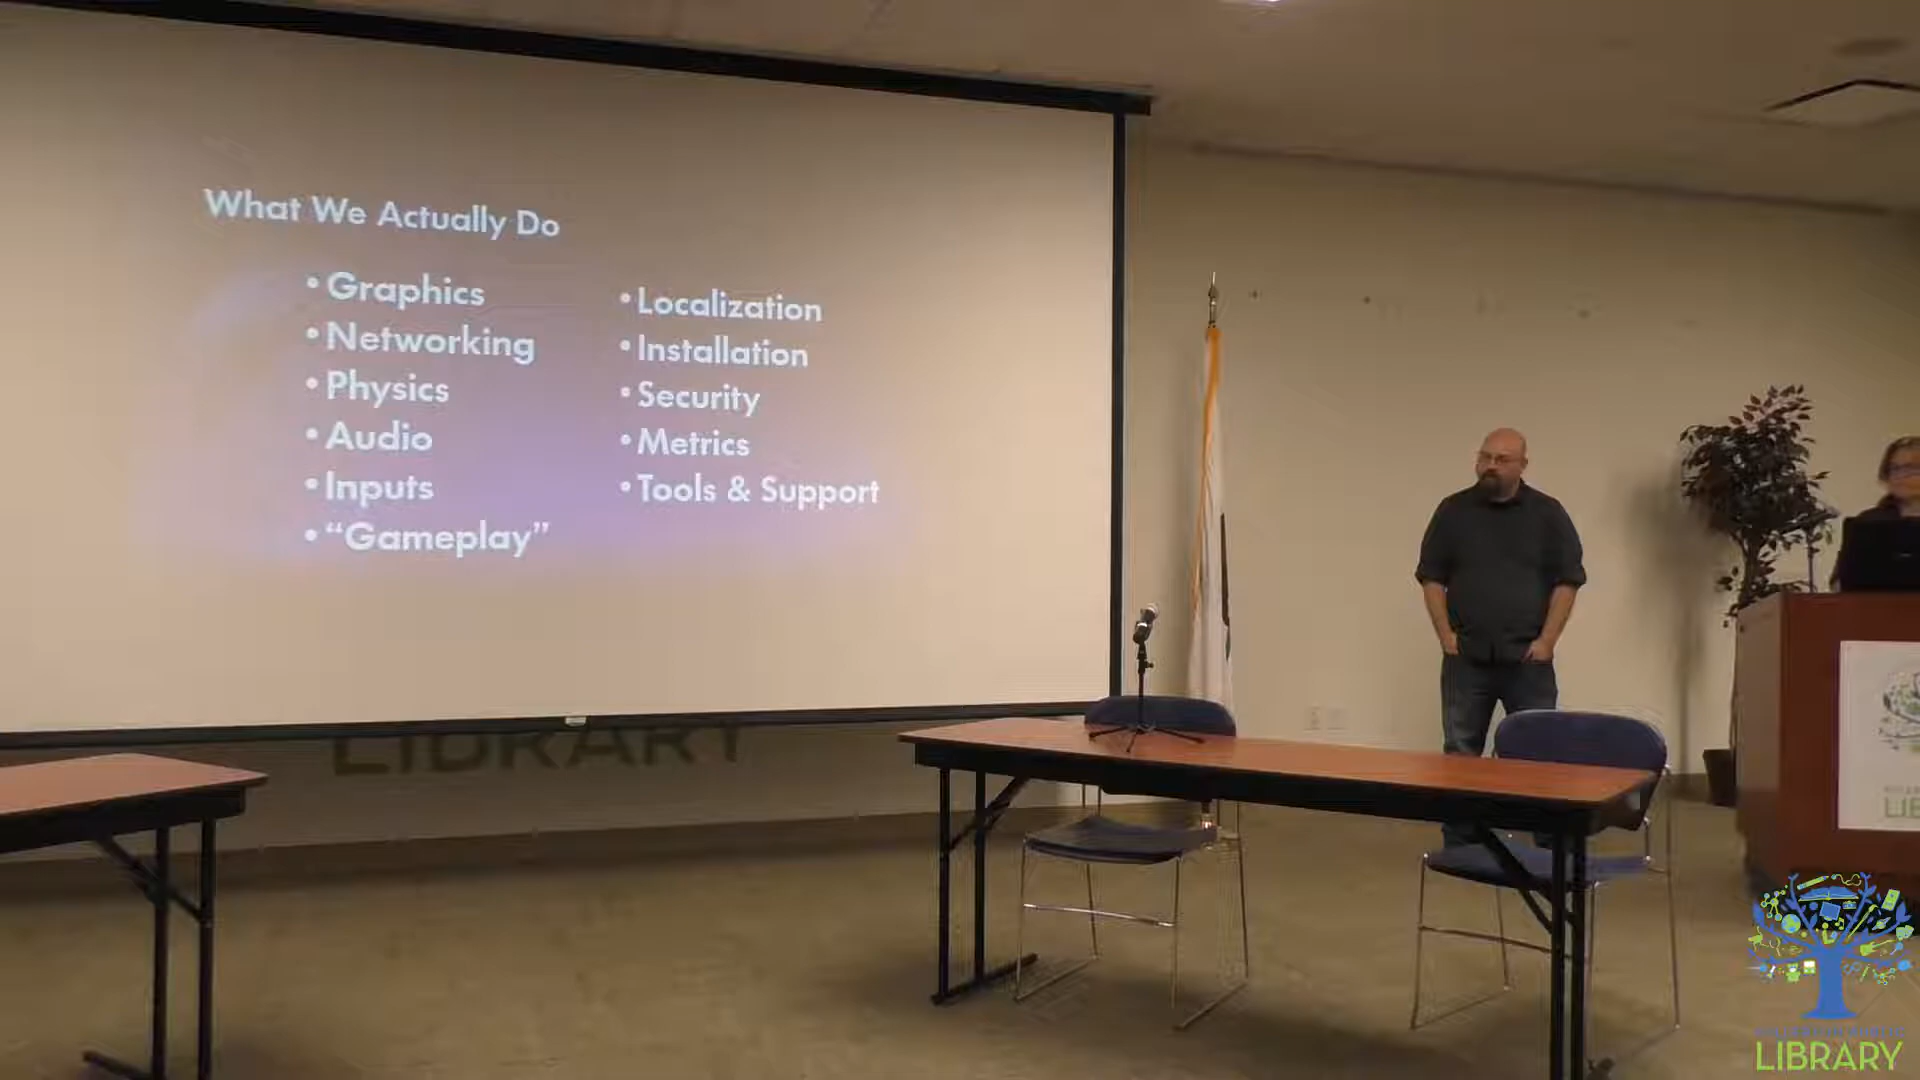 What We Actually Do
• Graphics
• Networking
• Physics
• Audio
• Inputs
• “Gameplay”
• Localization
• Installation
• Security
• Metrics
• Tools & Support
LIBRARY
LIBRARY